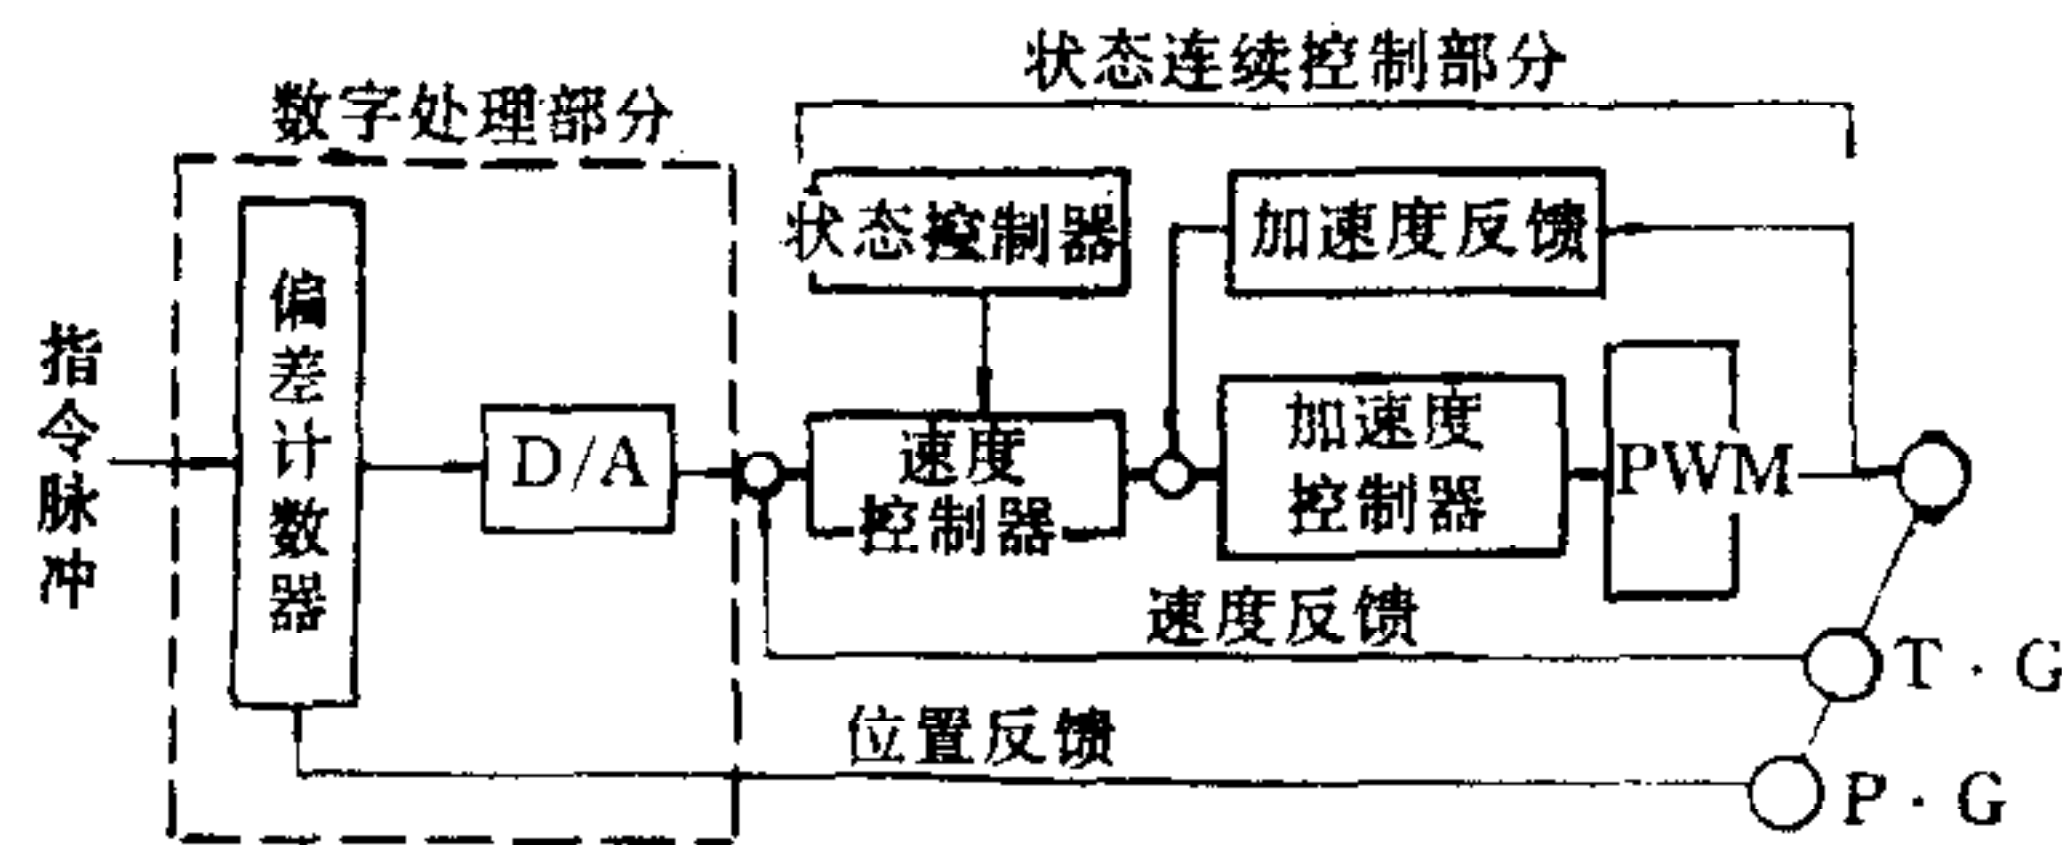 状态连续控制部分
数字处理部分
状态控制器
加速度反馈
指令脉冲
偏差计数器
D/A
速度
控制器
加速度
控制器
PWM
速度反馈
T·G
位置反馈
P·G